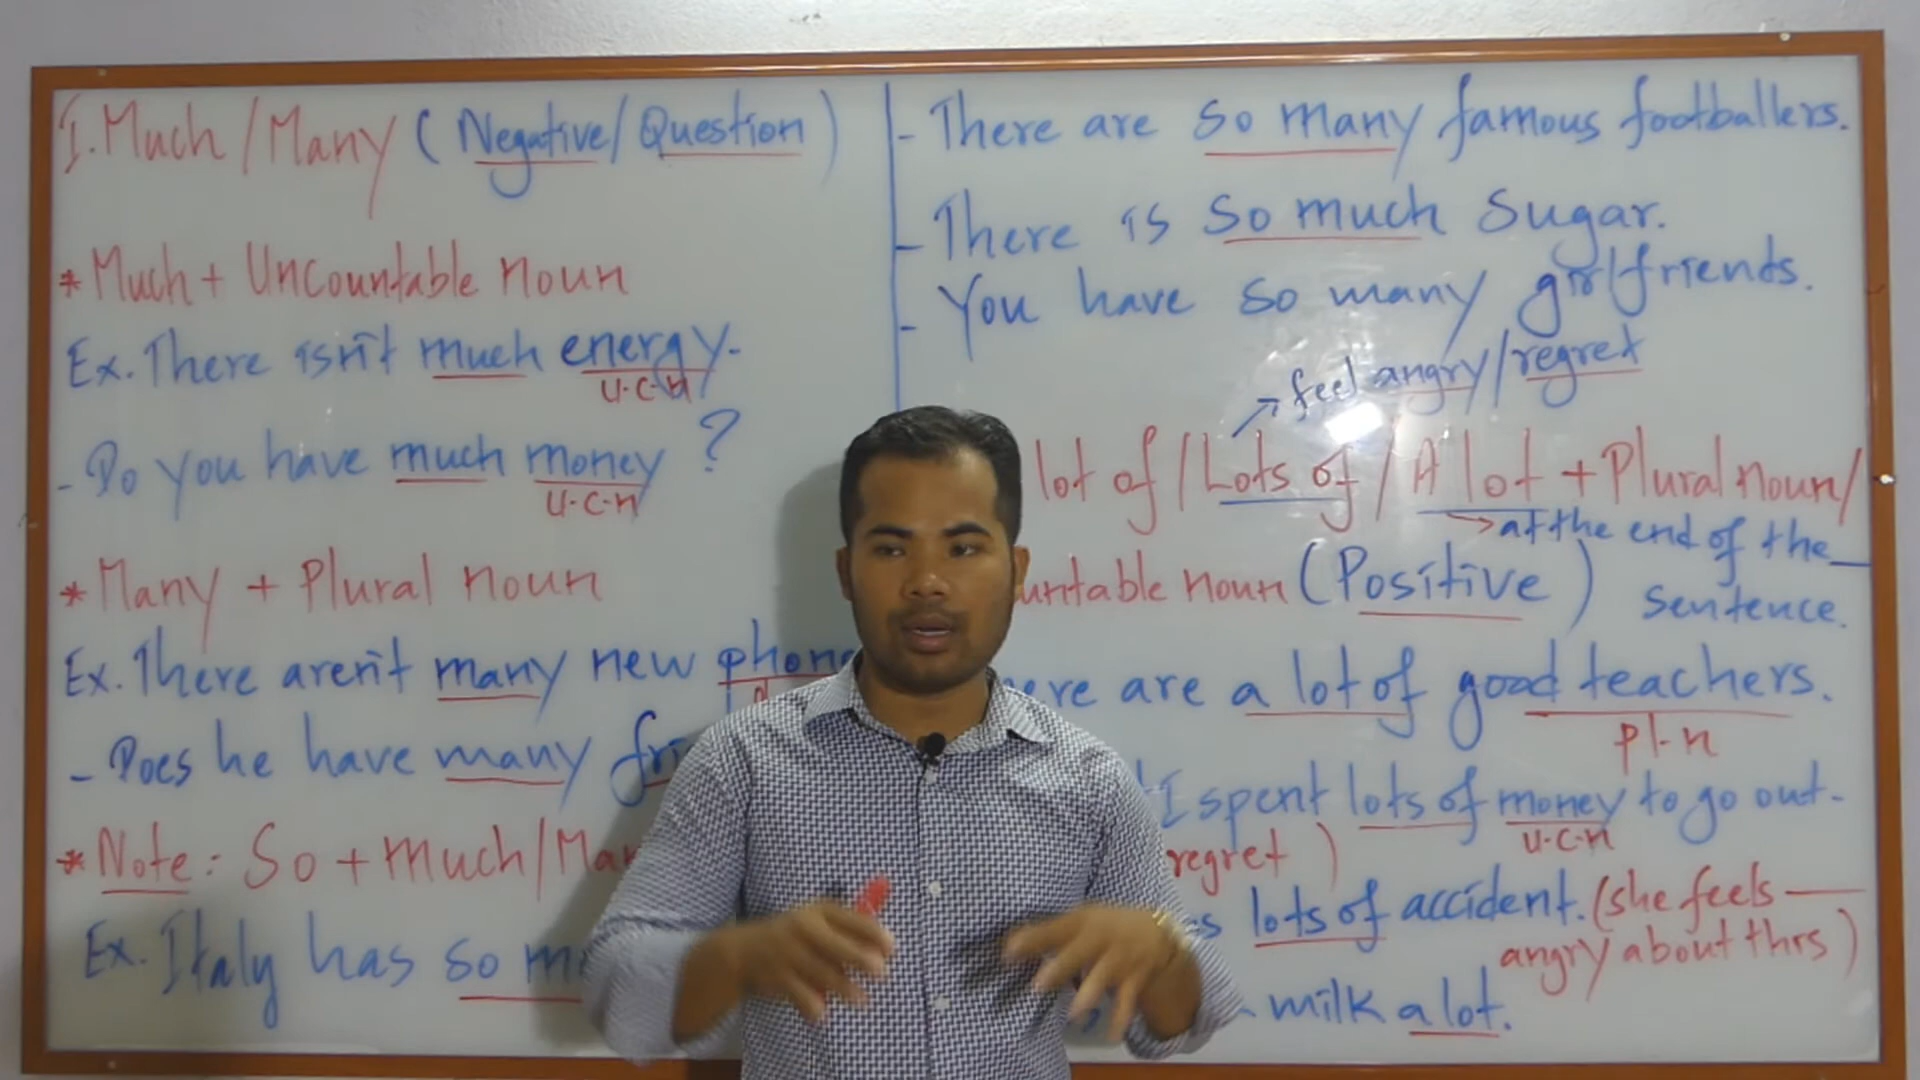 I. Much / Many ( Negative / Question )
* Much + Uncountable noun
Ex. There isn't much energy.
u.c.n
- Do you have much money ?
u.c.n
* Many + Plural noun
Ex. There aren't many new
- Does he have many
* Note: So + much /
Ex. Italy has so
- There are so many famous footballers.
- There is so much sugar.
- You have so many girlfriends.
→ feel angry / regret
lot of / Lots of / A lot + Plural noun /
→ at the end of the
noun ( Positive ) sentence.
are a lot of good teachers.
pl.n
I spent lots of money to go out.
u.c.n
regret )
lots of accident. (she feels
angry about this )
milk a lot.